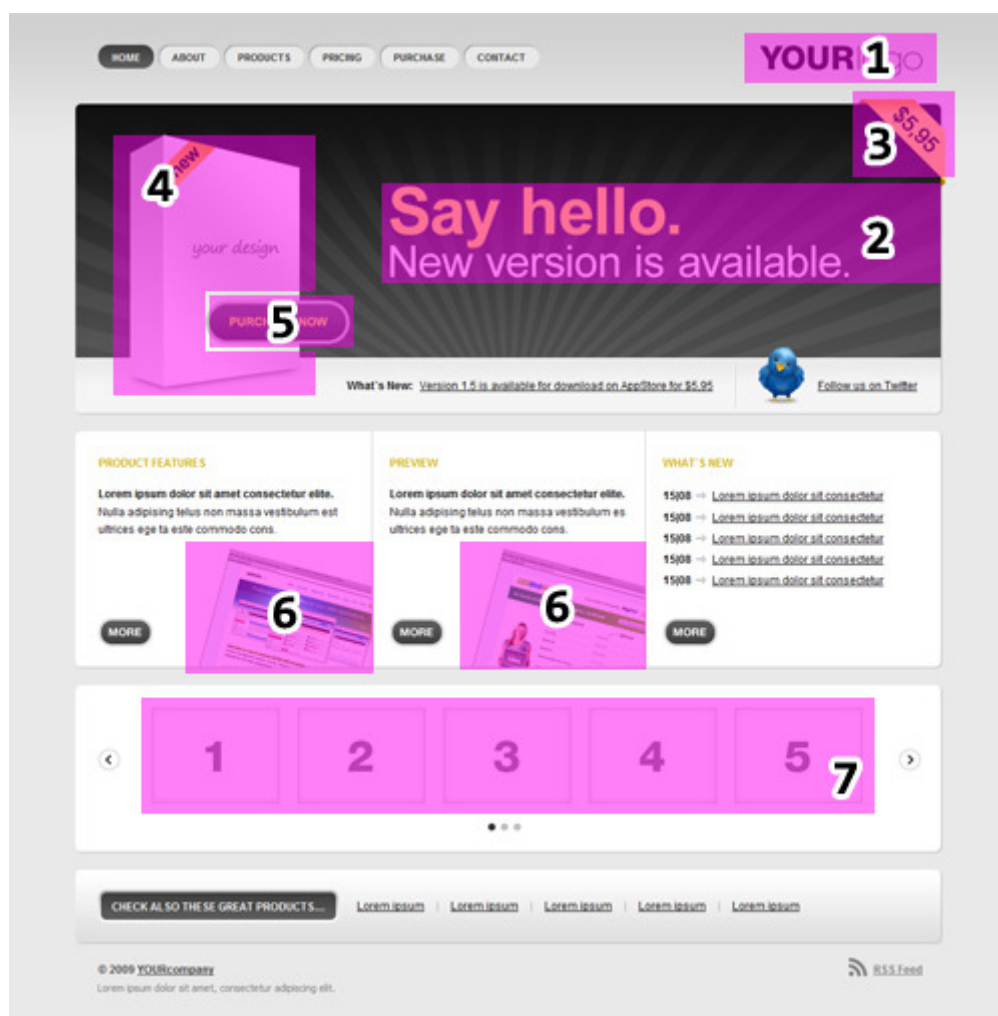 HOME ABOUT PRODUCTS PRICING PURCHASE CONTACT
YOUR go
1
$5,95
3
new
4
your design
Say hello.
New version is available.
2
PURC NOW
5
What`s New: Version 1.5 is available for download on AppStore for $5.95
Follow us on Twitter
PRODUCT FEATURES
Lorem ipsum dolor sit amet consectetur elite.
Nulla adipising telus non massa vestibulum est
ultrices ege ta este commodo cons.
6
MORE
PREVIEW
Lorem ipsum dolor sit amet consectetur elite.
Nulla adipising telus non massa vestibulum es
ultrices ege ta este commodo cons.
6
MORE
WHAT`S NEW
15|08 → Lorem ipsum dolor sit consectetur
15|08 → Lorem ipsum dolor sit consectetur
15|08 → Lorem ipsum dolor sit consectetur
15|08 → Lorem ipsum dolor sit consectetur
15|08 → Lorem ipsum dolor sit consectetur
MORE
1 2 3 4 5
7
CHECK ALSO THESE GREAT PRODUCTS... Lorem ipsum | Lorem ipsum | Lorem ipsum | Lorem ipsum | Lorem ipsum
© 2009 YOURcompany
Lorem ipsum dolor sit amet, consectetur adipiscing elit.
RSS Feed